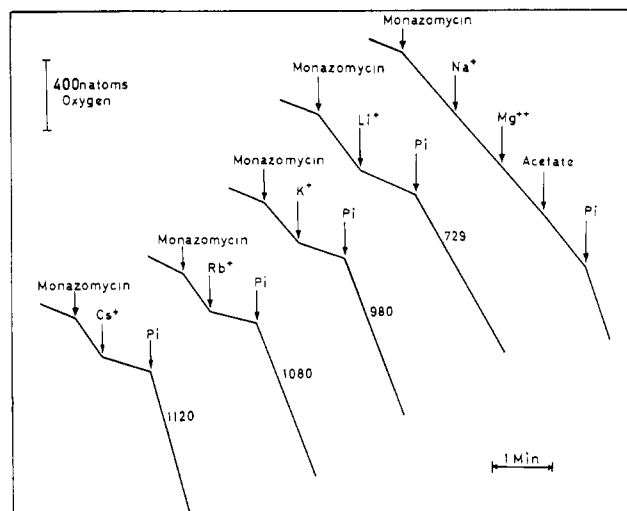 Monazomycin
400natoms
Oxygen
Na⁺
Monazomycin
Mg⁺⁺
Li⁺
Acetate
Pi
Pi
Monazomycin
K⁺
Pi
729
Monazomycin
Rb⁺
Pi
980
Monazomycin
Cs⁺
Pi
1080
1120
1 Min